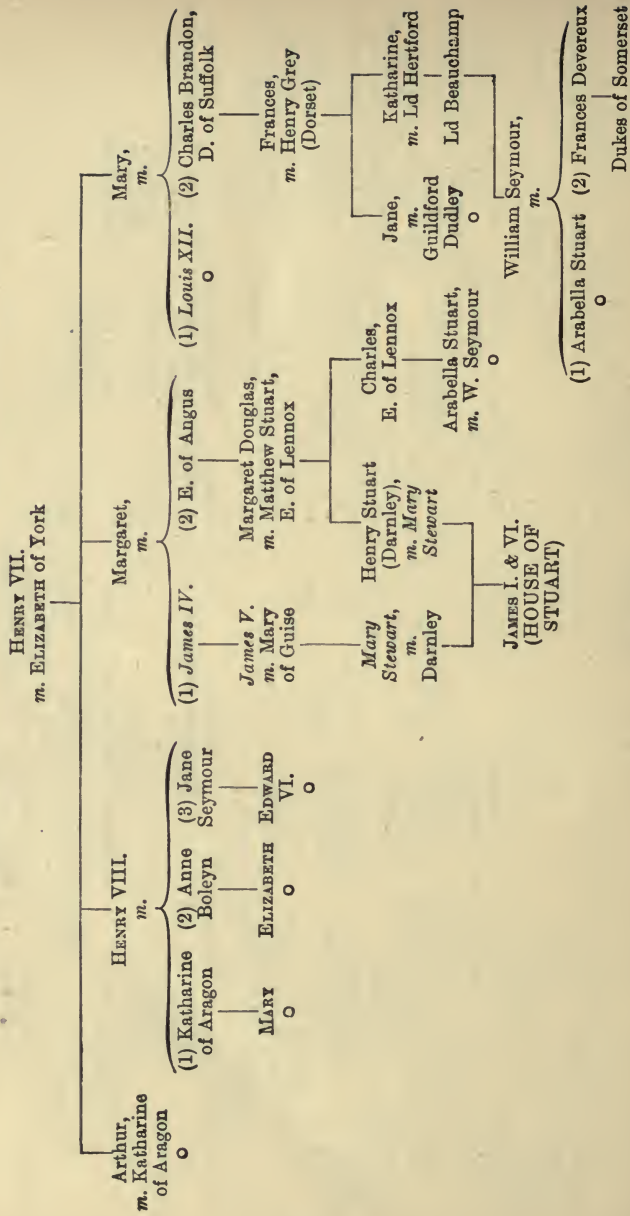 HENRY VII.
m. ELIZABETH of York
Arthur,
m. Katharine
of Aragon
O
HENRY VIII.
m.
(1) Katharine
of Aragon
MARY
O
(2) Anne
Boleyn
ELIZABETH
O
(3) Jane
Seymour
EDWARD
VI.
O
Margaret,
m.
(1) James IV.
James V.
m. Mary
of Guise
Mary
Stewart,
m.
Darnley
(2) E. of Angus
Margaret Douglas,
m. Matthew Stuart,
E. of Lennox
Henry Stuart
(Darnley),
m. Mary
Stewart
JAMES I. & VI.
(HOUSE OF
STUART)
Charles,
E. of Lennox
Arabella Stuart,
m. W. Seymour
O
Mary,
m.
(1) Louis XII.
O
(2) Charles Brandon,
D. of Suffolk
Frances,
m. Henry Grey
(Dorset)
Jane,
m.
Guildford
Dudley
O
Katharine,
m. Ld Hertford
Ld Beauchamp
William Seymour,
m.
(1) Arabella Stuart
O
(2) Frances Devereux
Dukes of Somerset